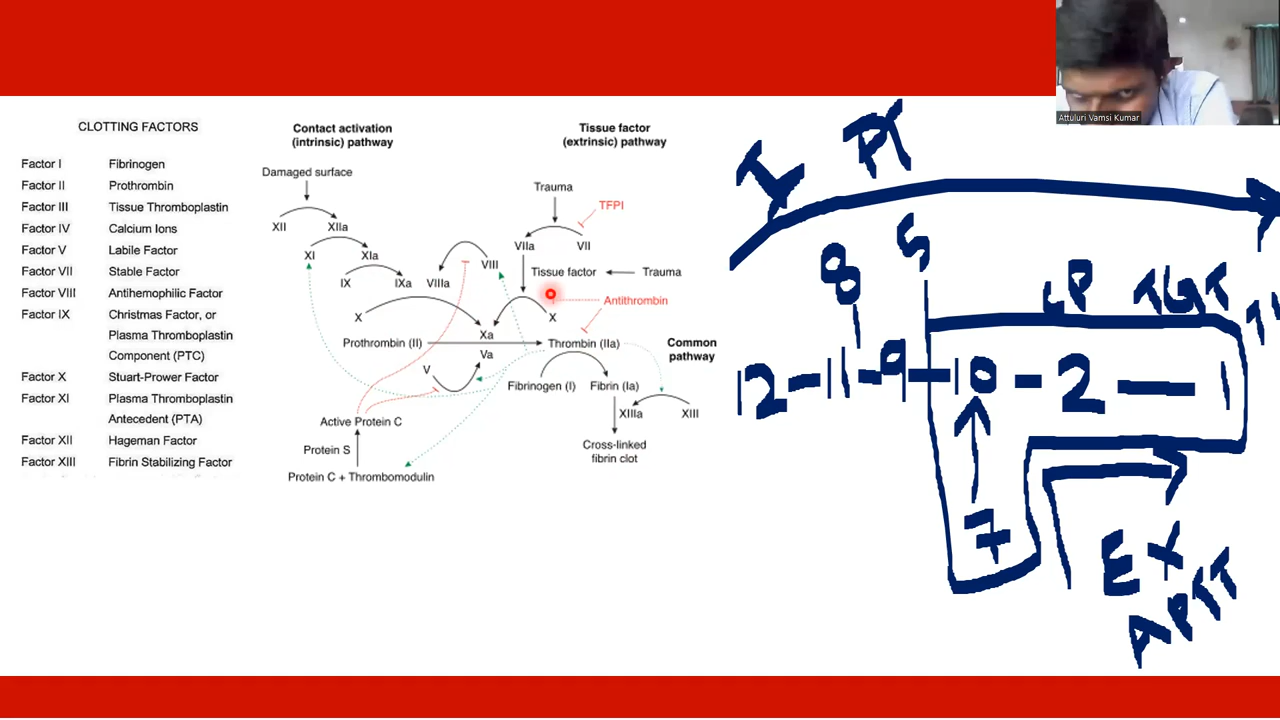 Attuluri Vamsi Kumar
CLOTTING FACTORS
Factor I Fibrinogen
Factor II Prothrombin
Factor III Tissue Thromboplastin
Factor IV Calcium Ions
Factor V Labile Factor
Factor VII Stable Factor
Factor VIII Antihemophilic Factor
Factor IX Christmas Factor, or
Plasma Thromboplastin
Component (PTC)
Factor X Stuart-Prower Factor
Factor XI Plasma Thromboplastin
Antecedent (PTA)
Factor XII Hageman Factor
Factor XIII Fibrin Stabilizing Factor
Contact activation
(intrinsic) pathway
Damaged surface
XII XIIa
XI XIa
IX IXa VIIIa VIII
X
Tissue factor
(extrinsic) pathway
Trauma
TFPI
VIIa VII
Tissue factor Trauma
Antithrombin
X
Xa
Prothrombin (II) Thrombin (IIa)
Common
pathway
Va
V
Fibrinogen (I) Fibrin (Ia)
XIIIa XIII
Active Protein C
Cross-linked
fibrin clot
Protein S
Protein C + Thrombomodulin
I PT
8 5
CP TGT
12-11-9-10-2-1
7
EX
APTT